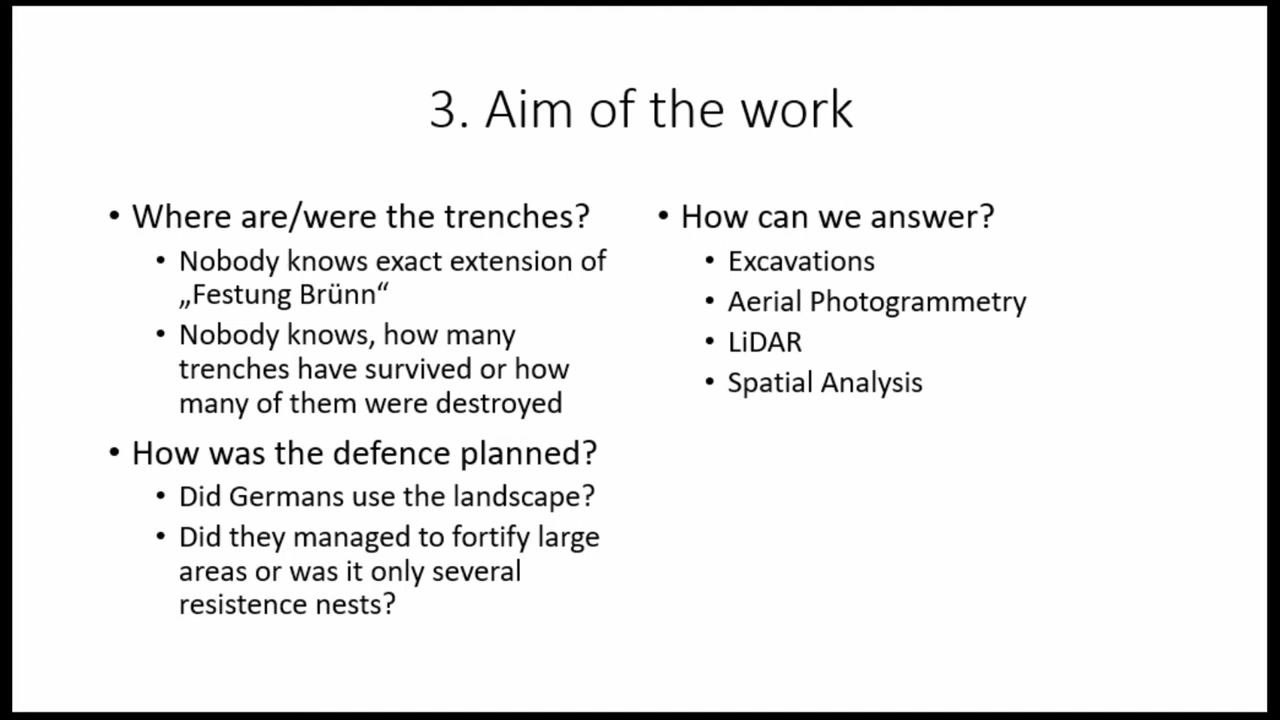 3. Aim of the work
• Where are/were the trenches?
• Nobody knows exact extension of
„Festung Brünn“
• Nobody knows, how many
trenches have survived or how
many of them were destroyed
• How was the defence planned?
• Did Germans use the landscape?
• Did they managed to fortify large
areas or was it only several
resistence nests?
• How can we answer?
• Excavations
• Aerial Photogrammetry
• LiDAR
• Spatial Analysis